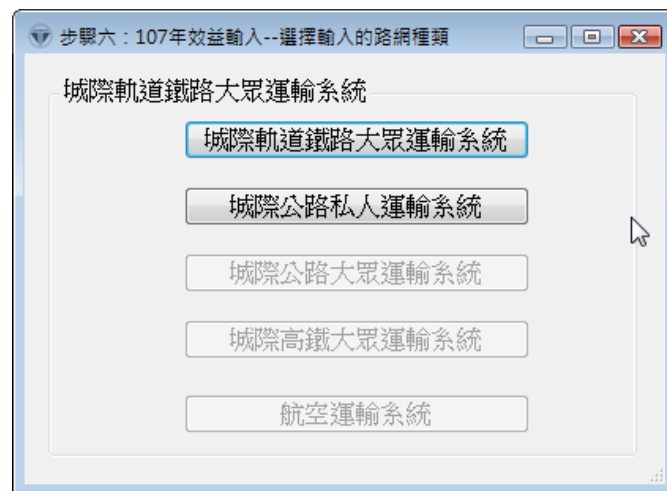 步驟六：107年效益輸入--選擇輸入的路網種類
城際軌道鐵路大眾運輸系統
城際軌道鐵路大眾運輸系統
城際公路私人運輸系統
城際公路大眾運輸系統
城際高鐵大眾運輸系統
航空運輸系統